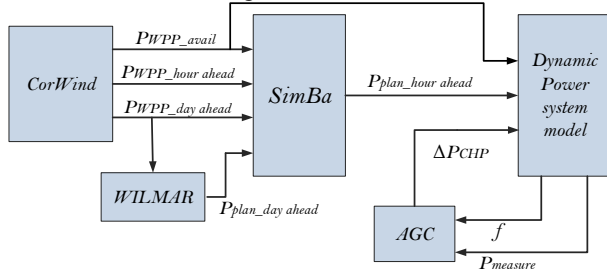 PWPP_avail
PWPP_hour ahead
PWPP_day ahead
CorWind
SimBa
Pplan_hour ahead
Dynamic
Power
system
model
ΔPCHP
WILMAR
Pplan_day ahead
AGC
f
Pmeasure